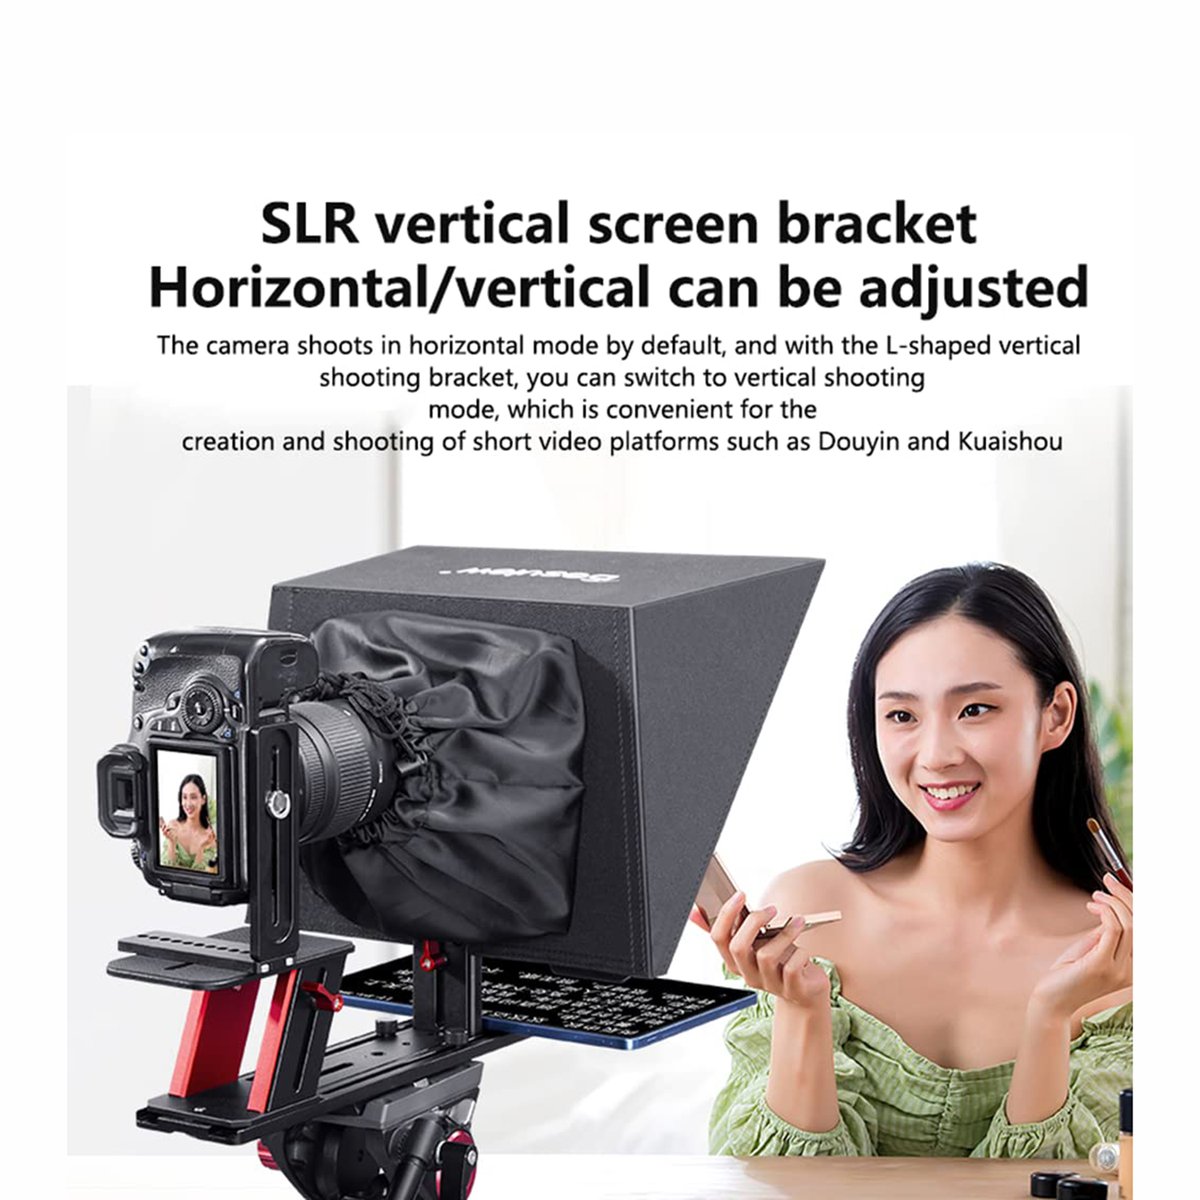 SLR vertical screen bracket
Horizontal/vertical can be adjusted
The camera shoots in horizontal mode by default, and with the L-shaped vertical
shooting bracket, you can switch to vertical shooting
mode, which is convenient for the
creation and shooting of short video platforms such as Douyin and Kuaishou
Desview